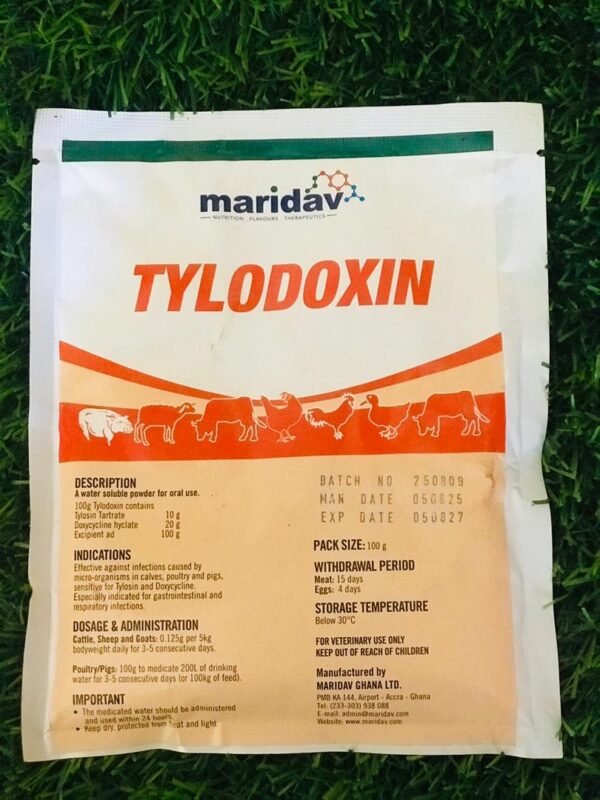 maridav
NUTRITION . FLAVOURS . THERAPEUTICS
TYLODOXIN
DESCRIPTION
A water soluble powder for oral use.
100g Tylodoxin contains
Tylosin Tartrate 10 g
Doxycycline hyclate 20 g
Excipient ad 100 g
INDICATIONS
Effective against infections caused by
micro-organisms in calves, poultry and pigs,
sensitive for Tylosin and Doxycycline.
Especially indicated for gastrointestinal and
respiratory infections.
DOSAGE & ADMINISTRATION
Cattle, Sheep and Goats: 0.125g per 5kg
bodyweight daily for 3-5 consecutive days.
Poultry/Pigs: 100g to medicate 200L of drinking
water for 3-5 consecutive days (or 100kg of feed).
IMPORTANT
• The medicated water should be administered
and used within 24 hours.
• Keep dry, protected from heat and light
BATCH NO 250809
MAN DATE 050825
EXP DATE 050827
PACK SIZE: 100 g
WITHDRAWAL PERIOD
Meat: 15 days
Eggs: 4 days
STORAGE TEMPERATURE
Below 30°C
FOR VETERINARY USE ONLY
KEEP OUT OF REACH OF CHILDREN
Manufactured by
MARIDAV GHANA LTD.
PMB KA 144, Airport - Accra - Ghana
Tel. (233-303) 938 088
E-mail: admin@maridav.com
Website: www.maridav.com